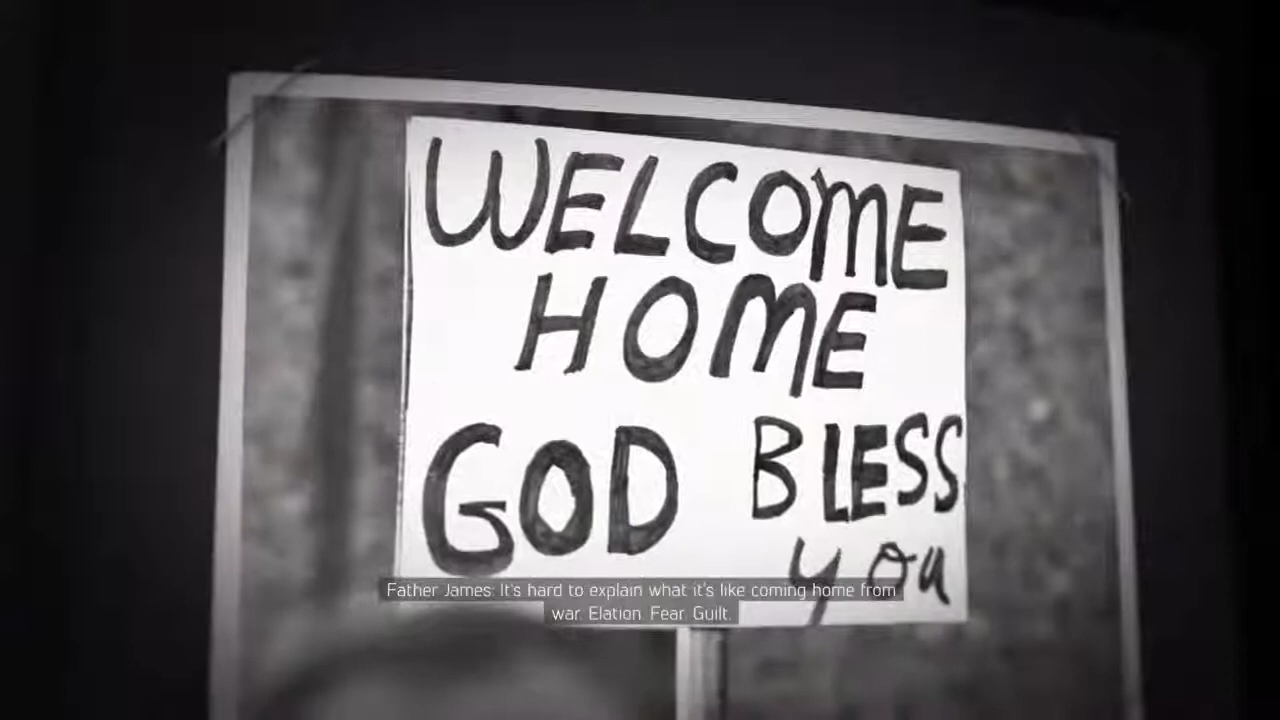 WELCOME
HOME
GOD BLESS
you
Father James: It's hard to explain what it's like coming home from
war. Elation. Fear. Guilt.